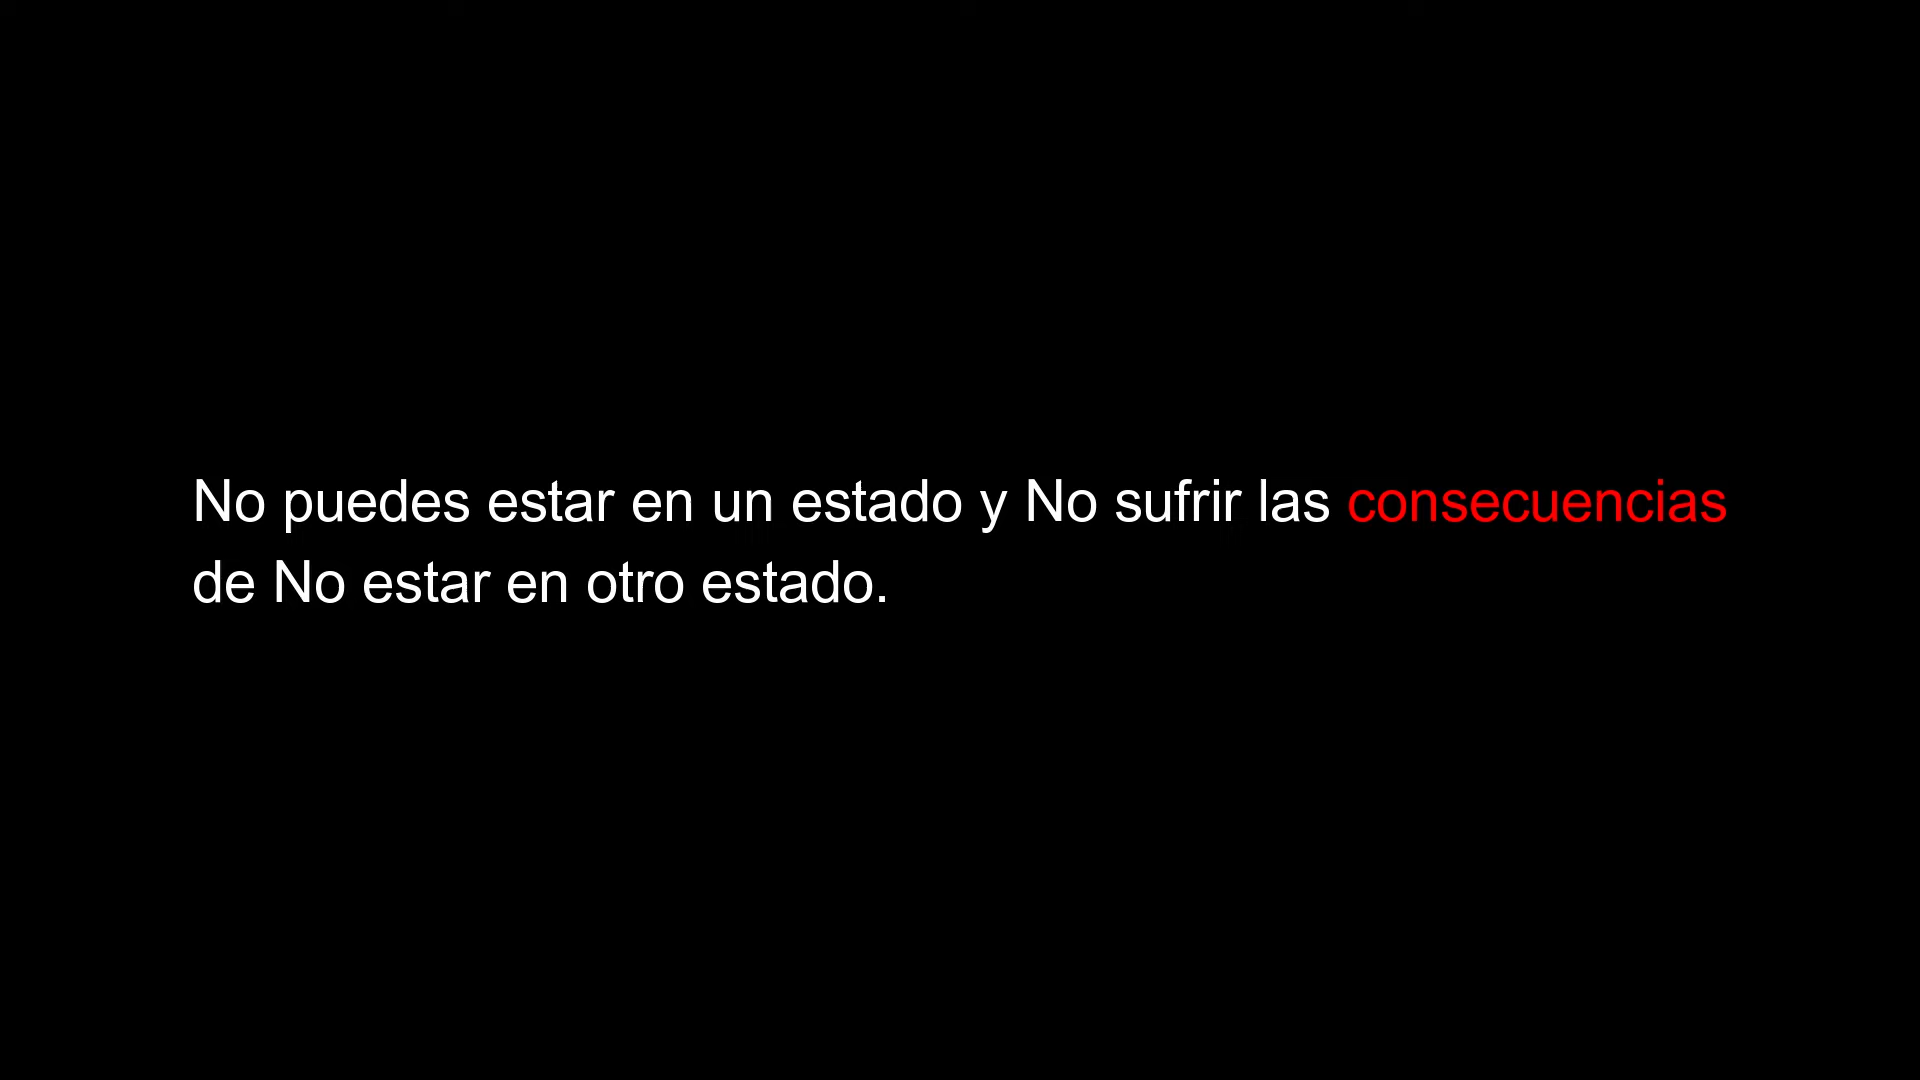 No puedes estar en un estado y No sufrir las consecuencias
de No estar en otro estado.